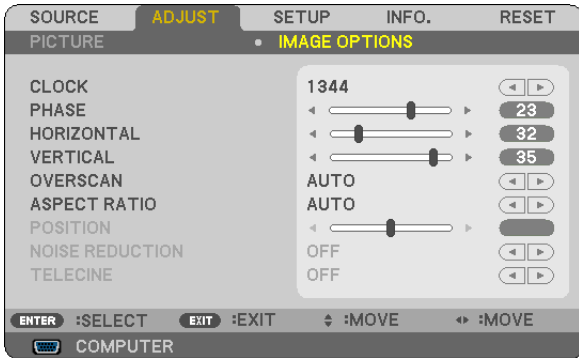 SOURCE ADJUST SETUP INFO. RESET
PICTURE • IMAGE OPTIONS
CLOCK 1344
PHASE 23
HORIZONTAL 32
VERTICAL 35
OVERSCAN AUTO
ASPECT RATIO AUTO
POSITION
NOISE REDUCTION OFF
TELECINE OFF
ENTER :SELECT EXIT :EXIT :MOVE :MOVE
COMPUTER